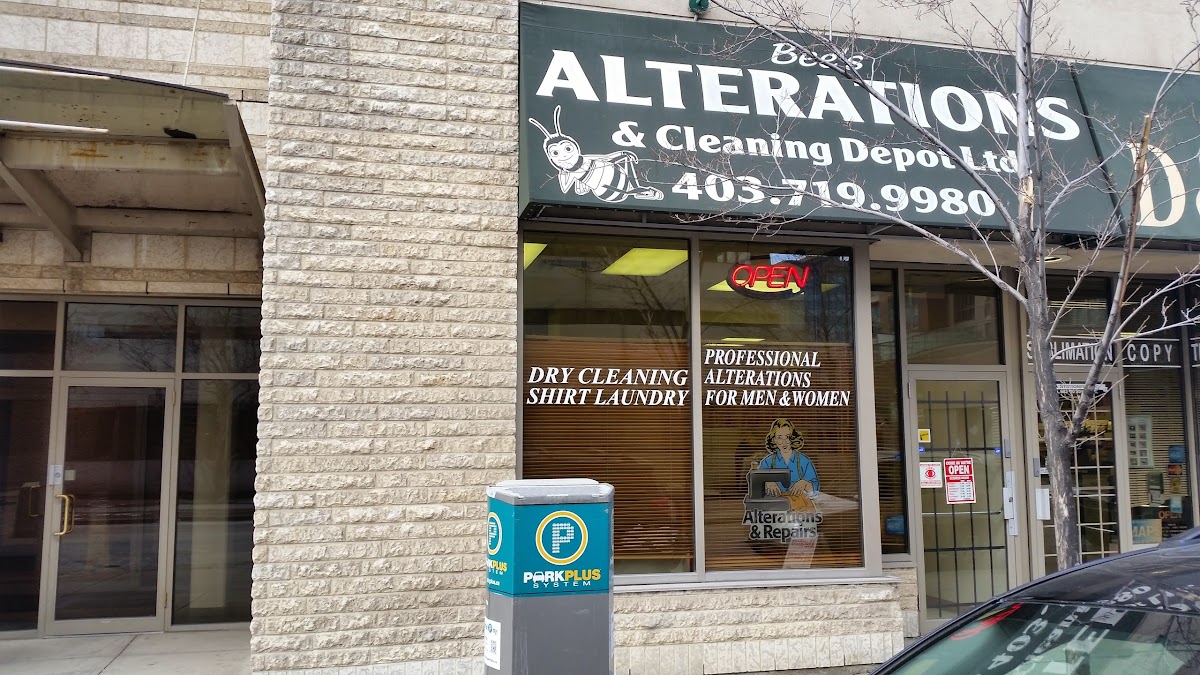 Bee's
ALTERATIONS
& Cleaning Depot Ltd
403.719.9980
D
OPEN
DRY CLEANING
SHIRT LAUNDRY
PROFESSIONAL
ALTERATIONS
FOR MEN & WOMEN
Alterations
& Repairs
SUBLIMATION COPY
OPEN
P
PARKPLUS
SYSTEM